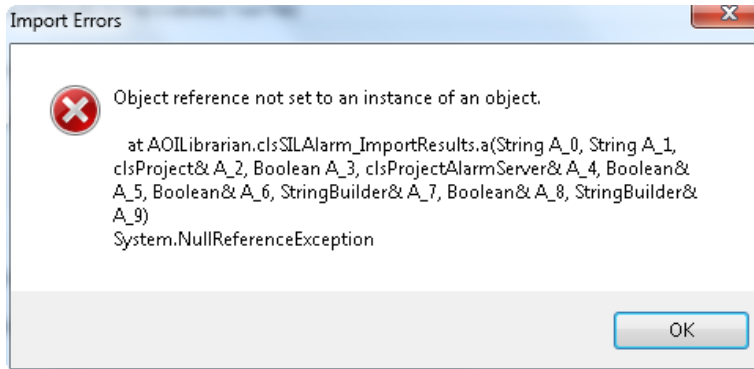 Import Errors
Object reference not set to an instance of an object.
at AOILibrarian.clsSILAlarm_ImportResults.a(String A_0, String A_1,
clsProject& A_2, Boolean A_3, clsProjectAlarmServer& A_4, Boolean&
A_5, Boolean& A_6, StringBuilder& A_7, Boolean& A_8, StringBuilder&
A_9)
System.NullReferenceException
OK